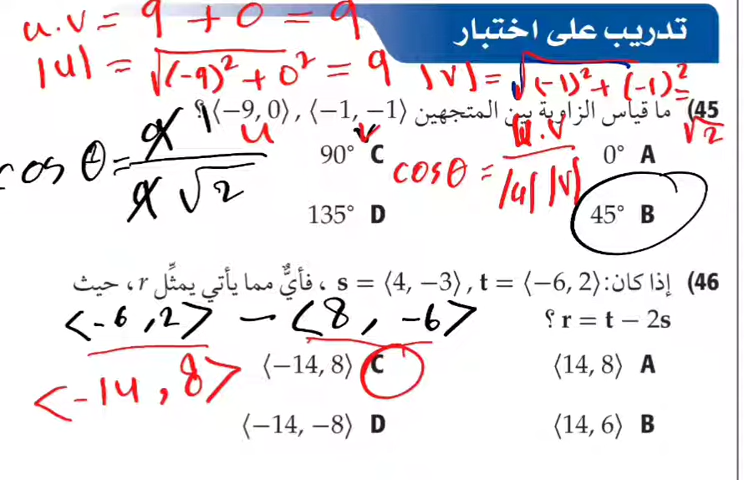 u.v = 9 + 0 = 9
تدريب على اختبار
|u| = √(-9)² + 0² = 9 |v| = √(-1)² + (-1)² = √2
45) ما قياس الزاوية بين المتجهين ⟨−1, −1⟩ , ⟨−9, 0⟩ ؟
u v
cos θ = 9 1 / 9 √2
cos θ = u.v / |u| |v|
0° A
90° C
45° B
135° D
46) إذا كان: t = ⟨−6, 2⟩ , s = ⟨4, −3⟩ ، فأيٌّ مما يأتي يمثِّل r، حيث
r = t − 2s ؟
<-6, 2> − <8, -6>
⟨14, 8⟩ A
⟨−14, 8⟩ C
<-14, 8>
⟨14, 6⟩ B
⟨−14, −8⟩ D